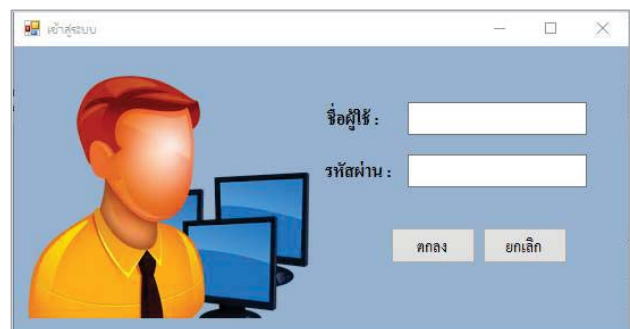 เข้าสู่ระบบ
ชื่อผู้ใช้ :
รหัสผ่าน :
ตกลง ยกเลิก